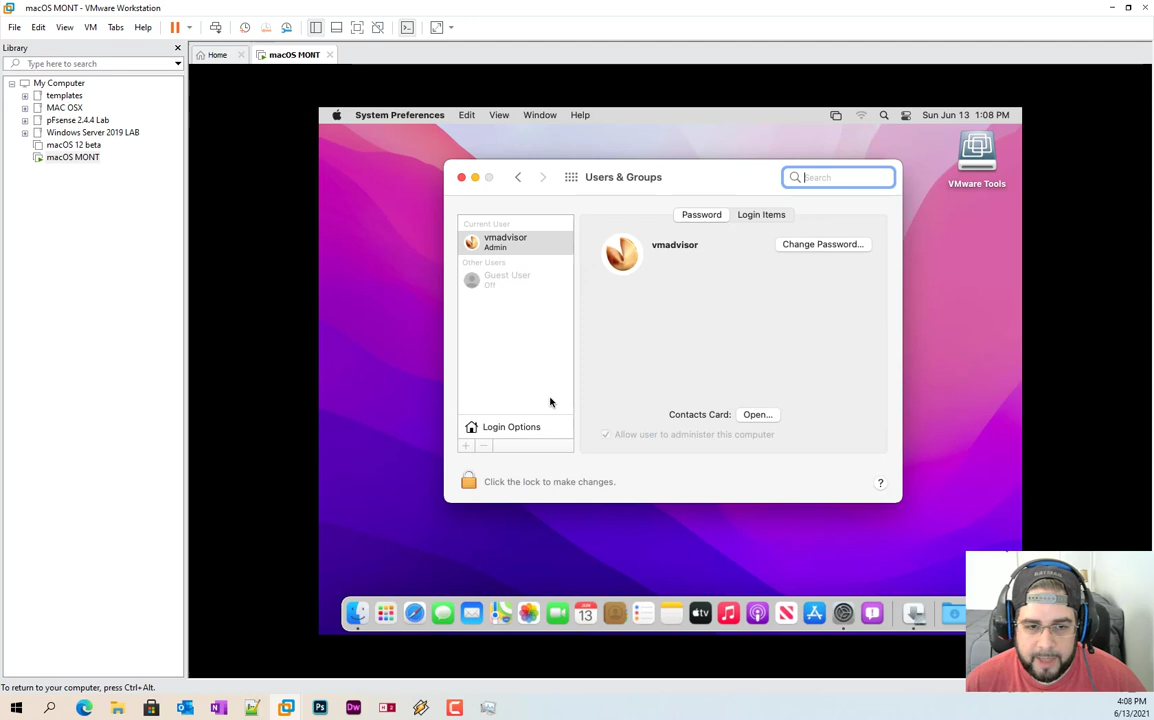 macOS MONT - VMware Workstation
File Edit View VM Tabs Help
Library
Type here to search
My Computer
templates
MAC OSX
pFsense 2.4.4 Lab
Windows Server 2019 LAB
macOS 12 beta
macOS MONT
Home macOS MONT
System Preferences Edit View Window Help Sun Jun 13 1:08 PM
VMware Tools
Users & Groups Search
Current User
vmadvisor
Admin
Other Users
Guest User
Off
Login Options
Password Login Items
vmadvisor Change Password...
Contacts Card: Open...
Allow user to administer this computer
Click the lock to make changes. ?
JUN
13
tv
BATMAN
To return to your computer, press Ctrl+Alt.
Ps Dw
4:08 PM
6/13/2021